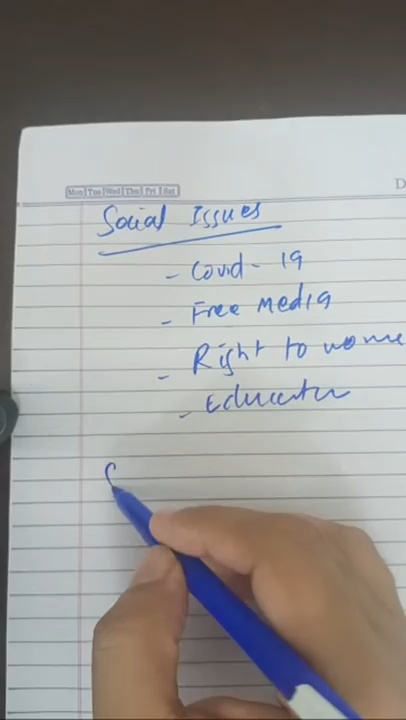 Mon Tue Wed Thu Fri Sat
D
Social Issues
- Covid-19
- Free Media
- Right to wome
- Education